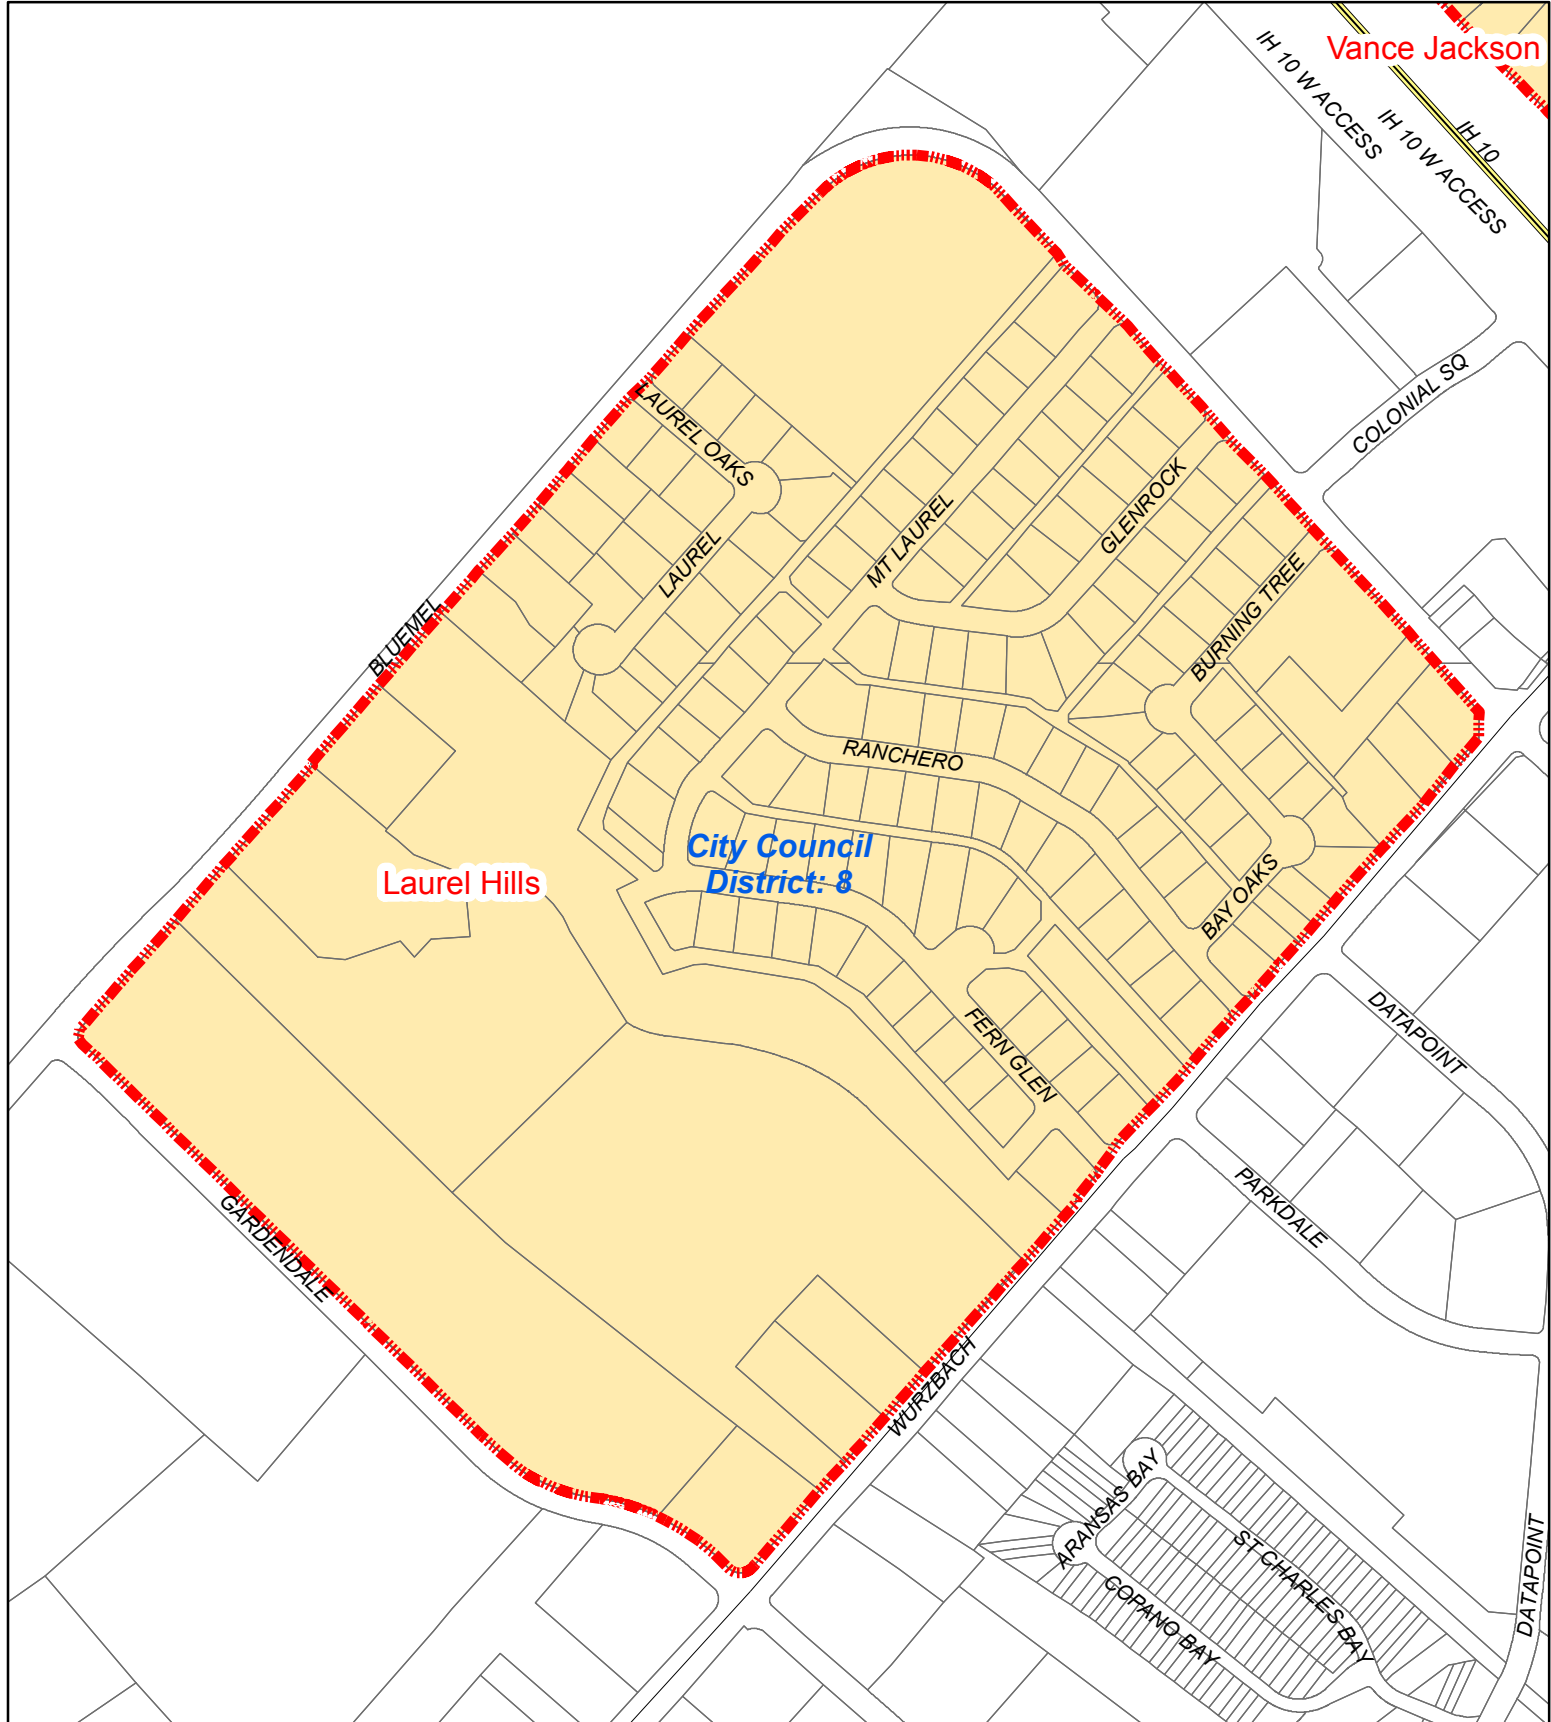 Vance Jackson
IH 10 W ACCESS
IH 10 W ACCESS
IH 10
COLONIAL SQ
LAUREL OAKS
LAUREL
MT LAUREL
GLENROCK
BURNING TREE
BLUEMEL
RANCHERO
City Council
District: 8
Laurel Hills
BAY OAKS
FERN GLEN
DATAPOINT
PARKDALE
GARDENDALE
WURZBACH
ARANSAS BAY
ST CHARLES BAY
COPANO BAY
DATAPOINT